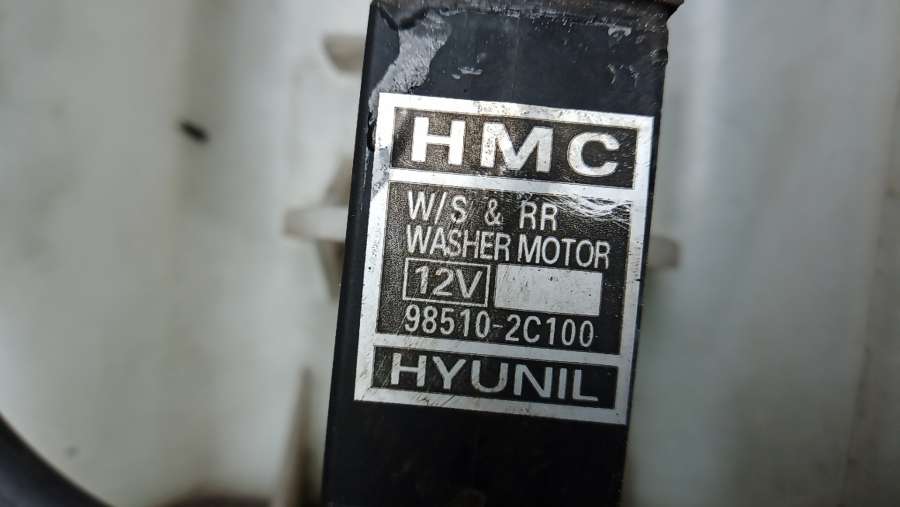 HMC
W/S & RR
WASHER MOTOR
12V
98510-2C100
HYUNIL